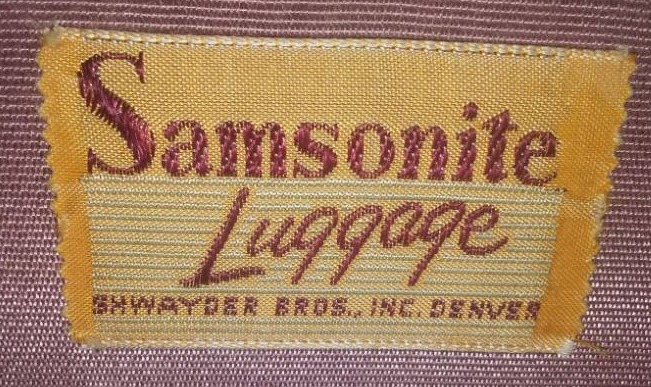 Samsonite
Luggage
SHWAYDER BROS., INC. DENVER